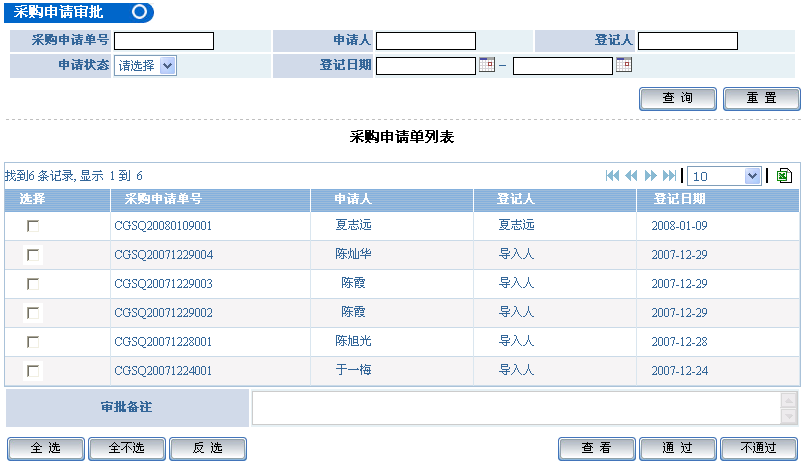 采购申请审批
采购申请单号 申请人 登记人
申请状态 请选择 登记日期 –
查 询 重 置
采购申请单列表
找到6 条记录, 显示 1 到 6 10
选择 采购申请单号 申请人 登记人 登记日期
CGSQ20080109001 夏志远 夏志远 2008-01-09
CGSQ20071229004 陈灿华 导入人 2007-12-29
CGSQ20071229003 陈霞 导入人 2007-12-29
CGSQ20071229002 陈霞 导入人 2007-12-29
CGSQ20071228001 陈旭光 导入人 2007-12-28
CGSQ20071224001 于一梅 导入人 2007-12-24
审批备注
全 选 全不选 反 选 查 看 通 过 不通过